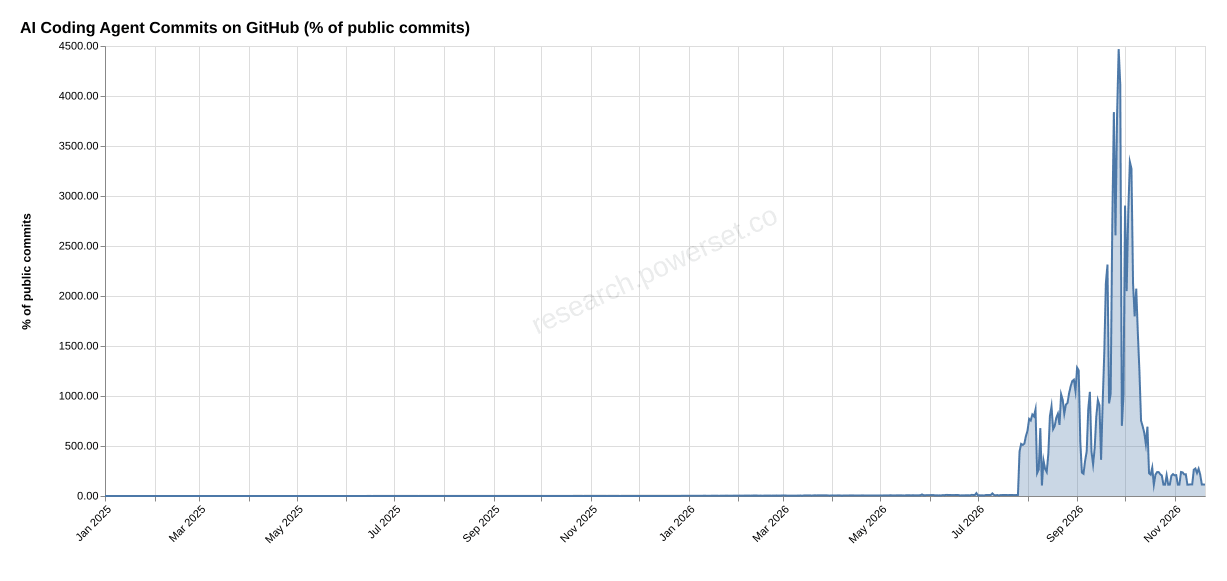 AI Coding Agent Commits on GitHub (% of public commits)
4500.00
4000.00
3500.00
3000.00
2500.00
2000.00
1500.00
1000.00
500.00
0.00
% of public commits
research.powerset.co
Jan 2025
Mar 2025
May 2025
Jul 2025
Sep 2025
Nov 2025
Jan 2026
Mar 2026
May 2026
Jul 2026
Sep 2026
Nov 2026